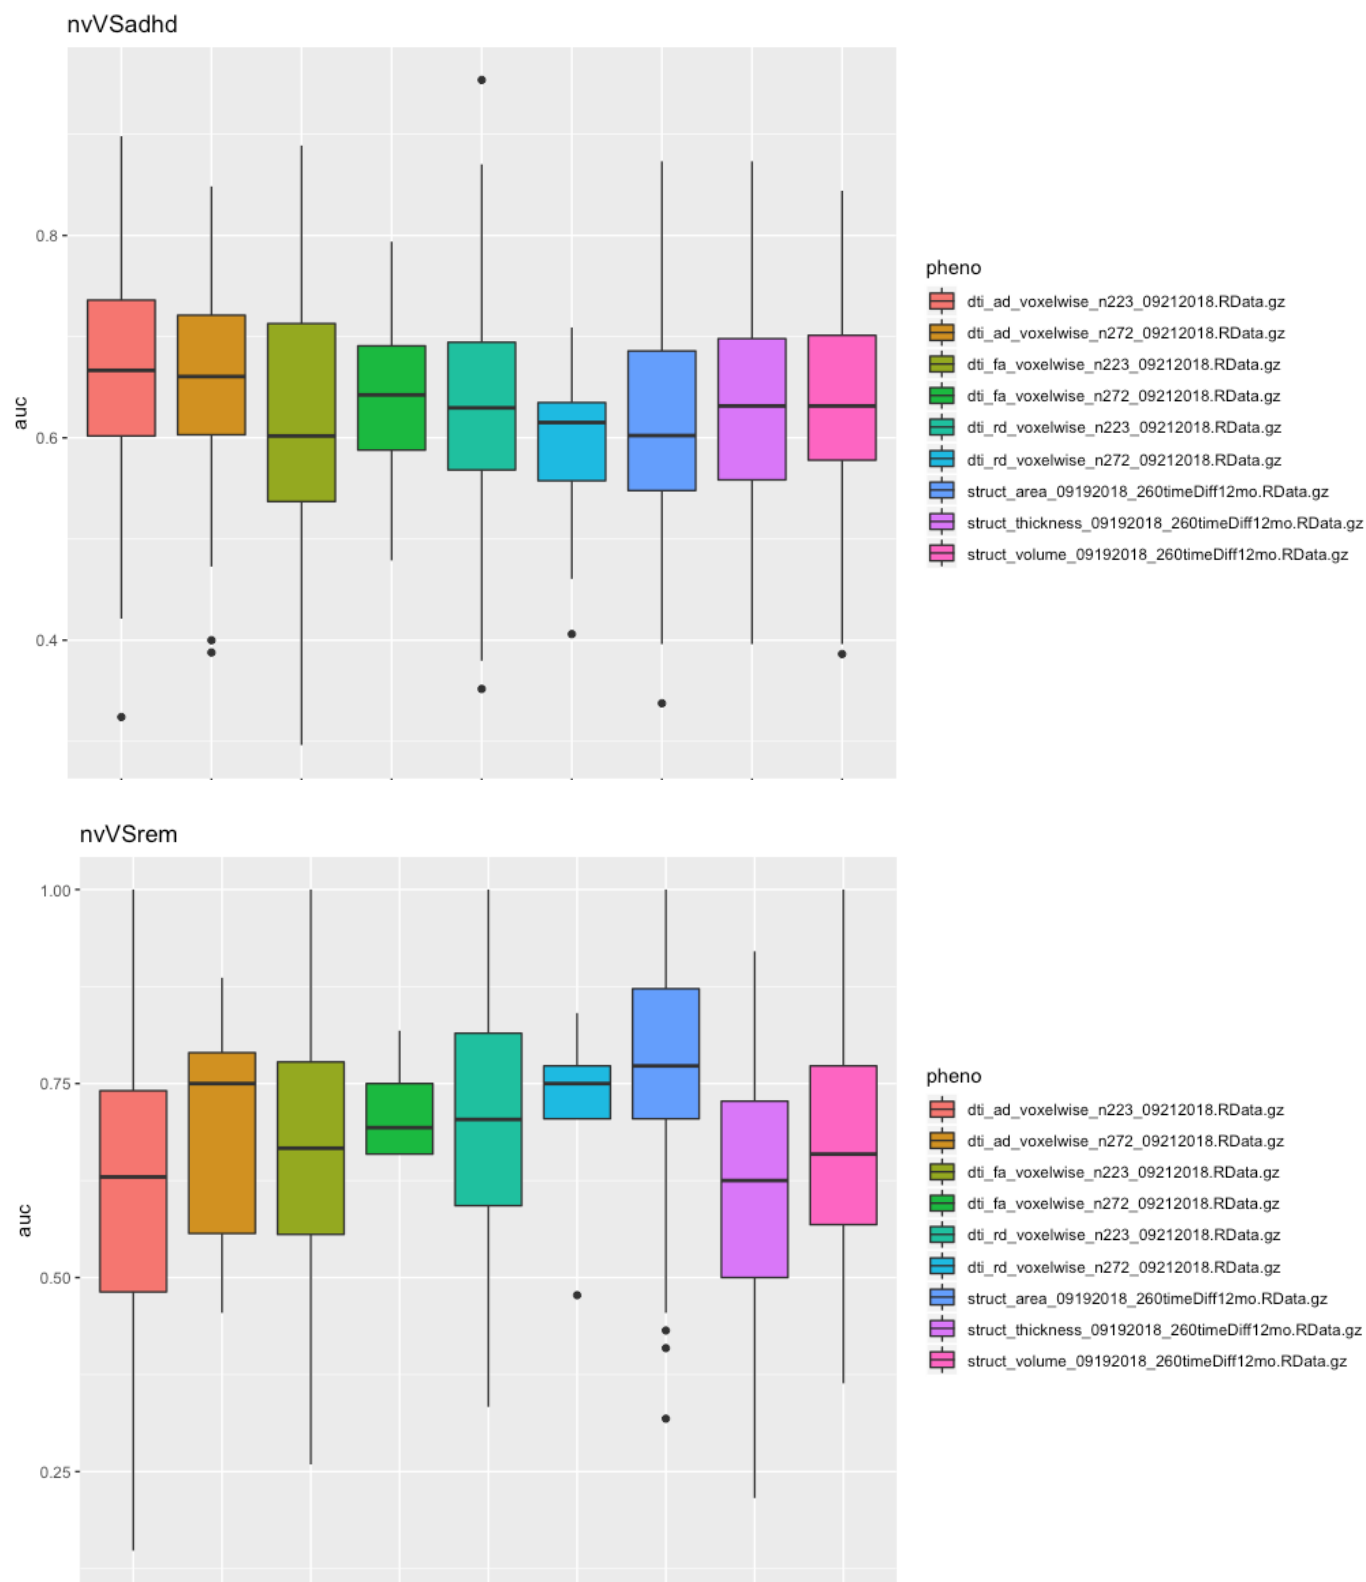 nvVSadhd
0.8
0.6
0.4
auc
pheno
dti_ad_voxelwise_n223_09212018.RData.gz
dti_ad_voxelwise_n272_09212018.RData.gz
dti_fa_voxelwise_n223_09212018.RData.gz
dti_fa_voxelwise_n272_09212018.RData.gz
dti_rd_voxelwise_n223_09212018.RData.gz
dti_rd_voxelwise_n272_09212018.RData.gz
struct_area_09192018_260timeDiff12mo.RData.gz
struct_thickness_09192018_260timeDiff12mo.RData.gz
struct_volume_09192018_260timeDiff12mo.RData.gz
nvVSrem
1.00
0.75
0.50
0.25
auc
pheno
dti_ad_voxelwise_n223_09212018.RData.gz
dti_ad_voxelwise_n272_09212018.RData.gz
dti_fa_voxelwise_n223_09212018.RData.gz
dti_fa_voxelwise_n272_09212018.RData.gz
dti_rd_voxelwise_n223_09212018.RData.gz
dti_rd_voxelwise_n272_09212018.RData.gz
struct_area_09192018_260timeDiff12mo.RData.gz
struct_thickness_09192018_260timeDiff12mo.RData.gz
struct_volume_09192018_260timeDiff12mo.RData.gz